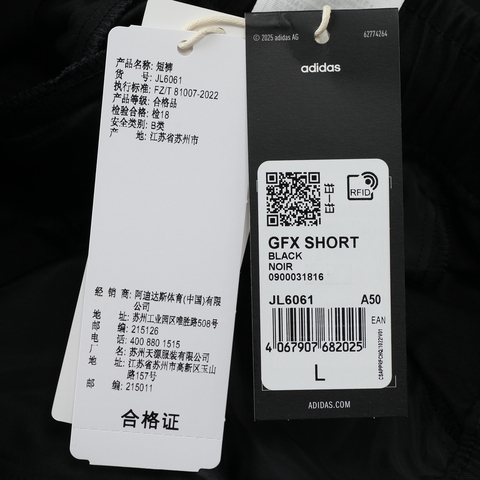 产品名称: 短裤
货 号: JL6061
执行标准: FZ/T 81007-2022
产品等级: 合格品
检验合格: 检18
安全类别: B类
产 地: 江苏省苏州市
经 销 商: 阿迪达斯体育(中国)有限
公司
地 址: 苏州工业园区唯胜路508号
邮 编: 215126
电 话: 400 880 1515
厂 名: 苏州天源服装有限公司
地 址: 江苏省苏州市高新区玉山
路157号
邮 编: 215011
合格证
© 2025 adidas AG
62774264
adidas
RFID
GFX SHORT
BLACK
NOIR
0900031816
JL6061 A50
EAN
4 067907 682025
L
ADIDAS.COM